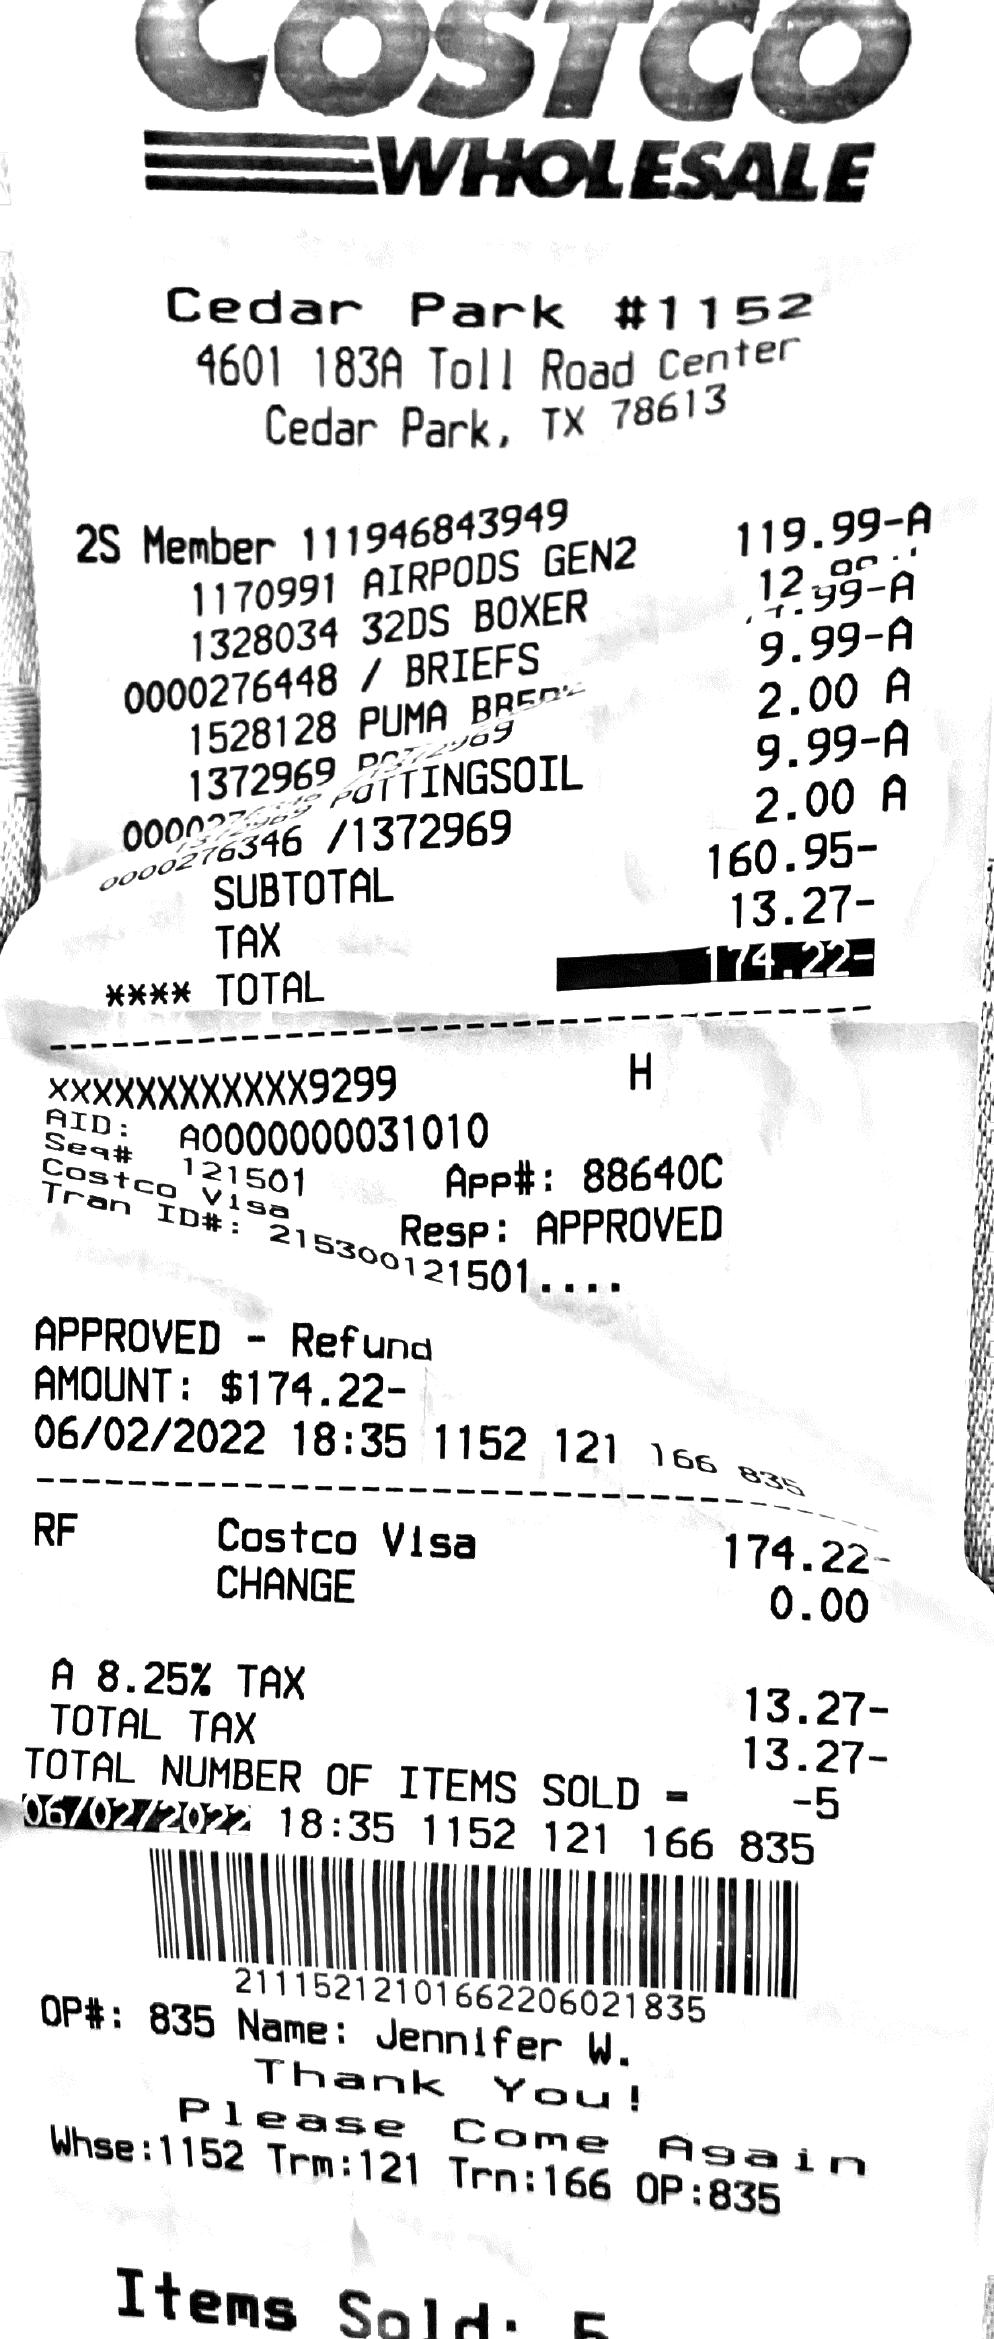 COSTCO
WHOLESALE
Cedar Park #1152
4601 183A Toll Road Center
Cedar Park, TX 78613
2S Member 111946843949
1170991 AIRPODS GEN2 119.99-A
1328034 32DS BOXER
0000276448 / BRIEFS .99-A
1528128 PUMA 9.99-A
1372969 2.00 A
POTTINGSOIL 9.99-A
0000276346 /1372969 2.00 A
SUBTOTAL 160.95-
TAX 13.27-
**** TOTAL 174.22-
XXXXXXXXXXXX9299 H
AID: A0000000031010
Seq# 121501 App#: 88640C
Costco Visa Resp: APPROVED
Tran ID#: 215300121501....
APPROVED - Refund
AMOUNT: $174.22-
06/02/2022 18:35 1152 121 166 835
RF Costco Visa 174.22-
CHANGE 0.00
A 8.25% TAX 13.27-
TOTAL TAX 13.27-
TOTAL NUMBER OF ITEMS SOLD = -5
06/02/2022 18:35 1152 121 166 835
21115212101662206021835
OP#: 835 Name: Jennifer W.
Thank You!
Please Come Again
Whse:1152 Trm:121 Trn:166 OP:835
Items Sold: 5